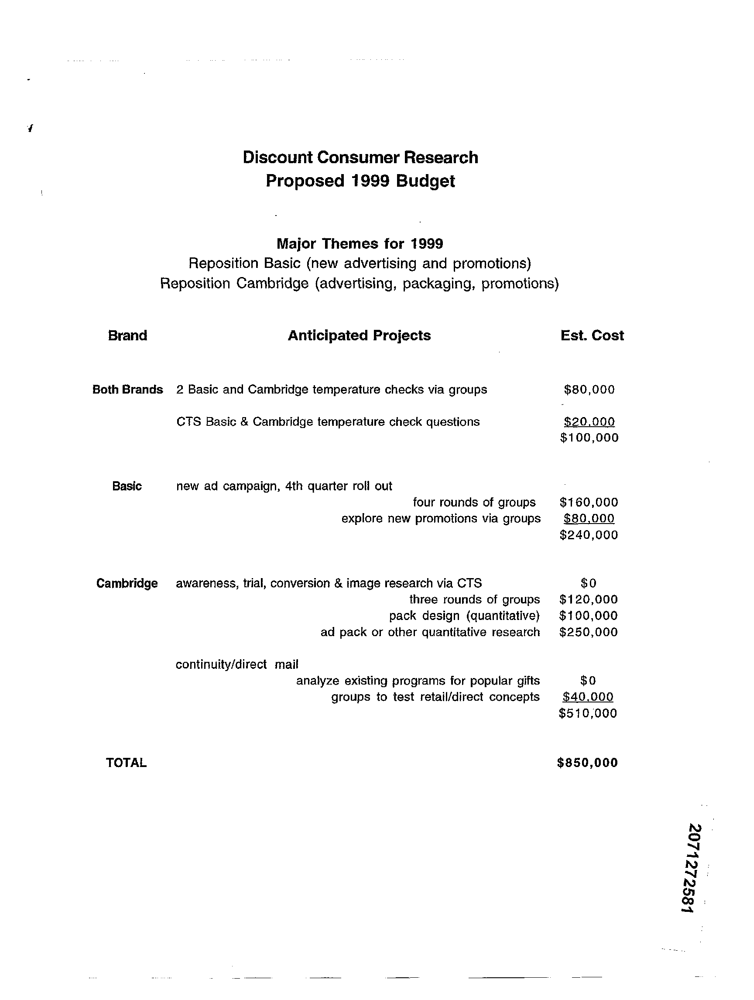 Discount Consumer Research
Proposed 1999 Budget
Major Themes for 1999
Reposition Basic (new advertising and promotions)
Reposition Cambridge (advertising, packaging, promotions)
Brand Anticipated Projects Est. Cost
Both Brands 2 Basic and Cambridge temperature checks via groups $80,000
CTS Basic & Cambridge temperature check questions $20,000
$100,000
Basic new ad campaign, 4th quarter roll out
four rounds of groups $160,000
explore new promotions via groups $80,000
$240,000
Cambridge awareness, trial, conversion & image research via CTS $0
three rounds of groups $120,000
pack design (quantitative) $100,000
ad pack or other quantitative research $250,000
continuity/direct mail
analyze existing programs for popular gifts $0
groups to test retail/direct concepts $40,000
$510,000
TOTAL $850,000
2071272581